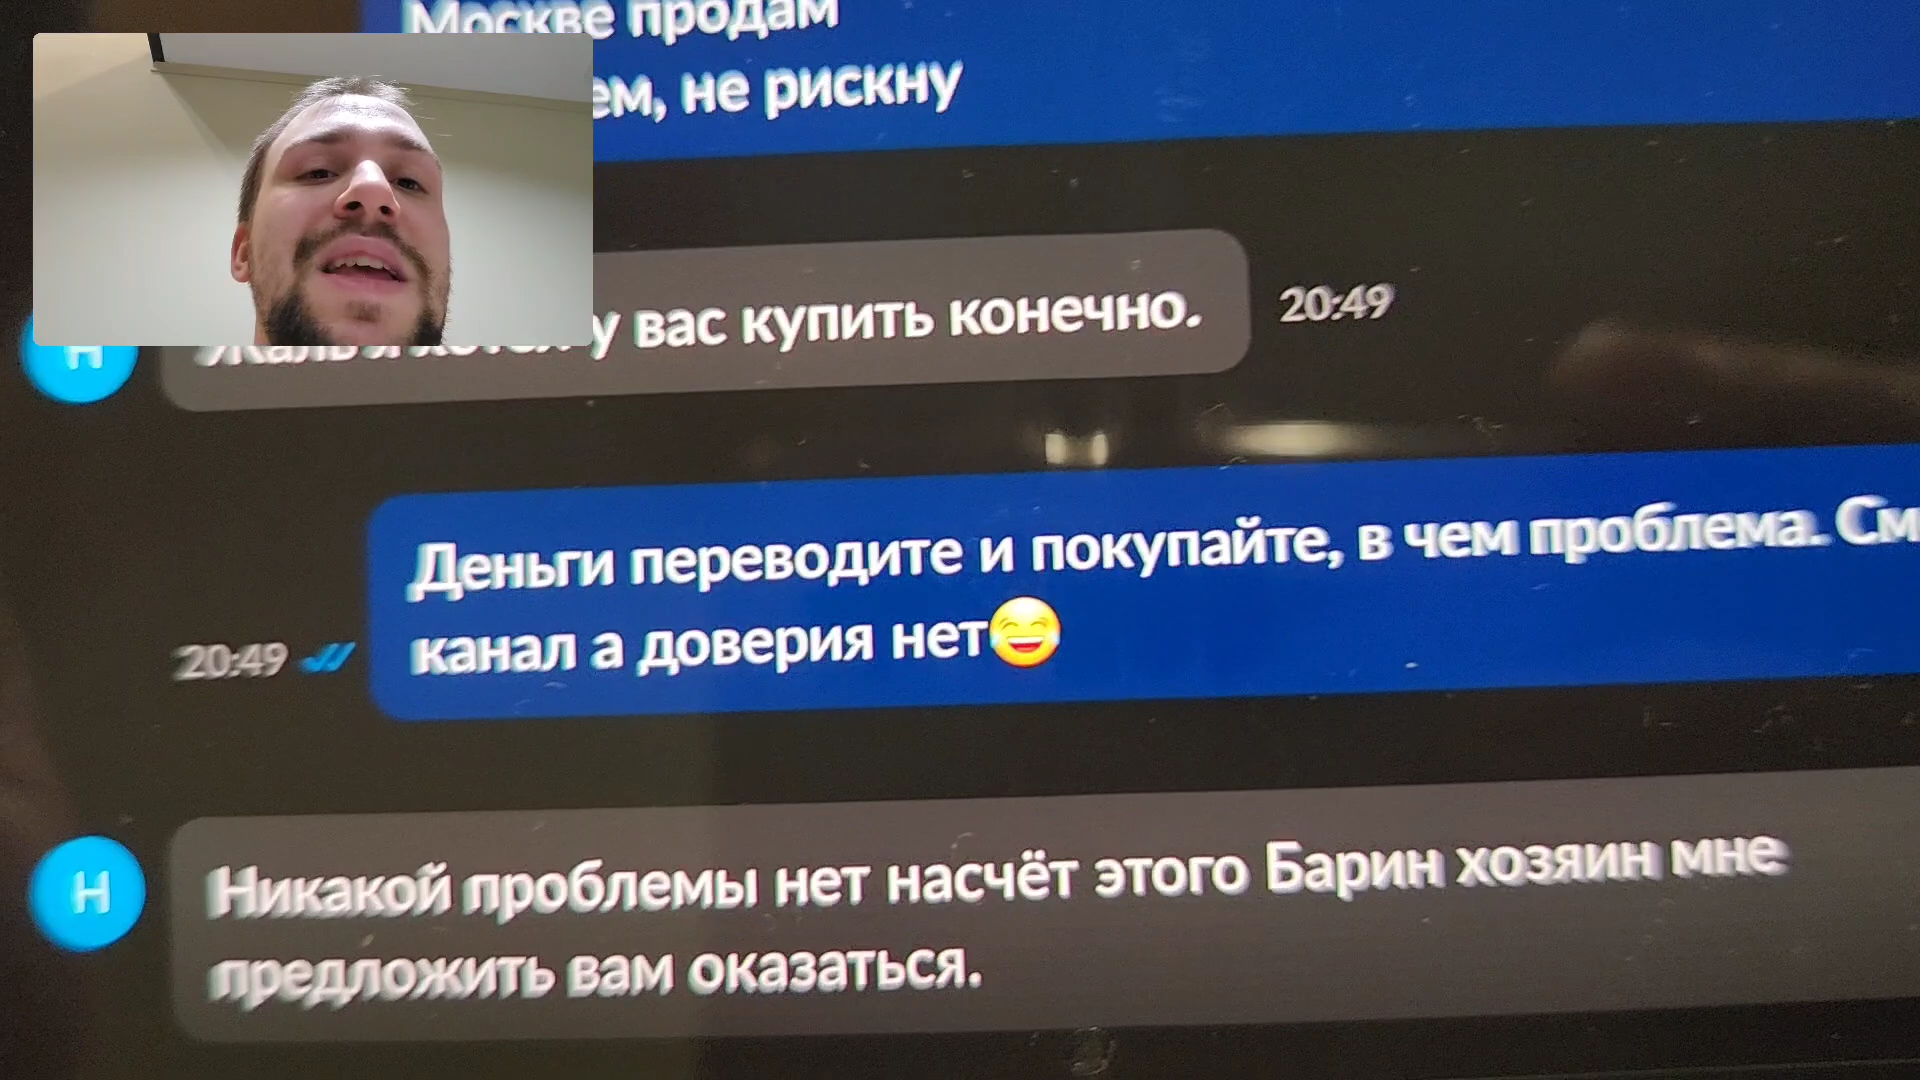 Москве продам
ем, не рискну
Н
у вас купить конечно.
20:49
Деньги переводите и покупайте, в чем проблема. См
канал а доверия нет😂
20:49
Н
Никакой проблемы нет насчёт этого Барин хозяин мне
предложить вам оказаться.